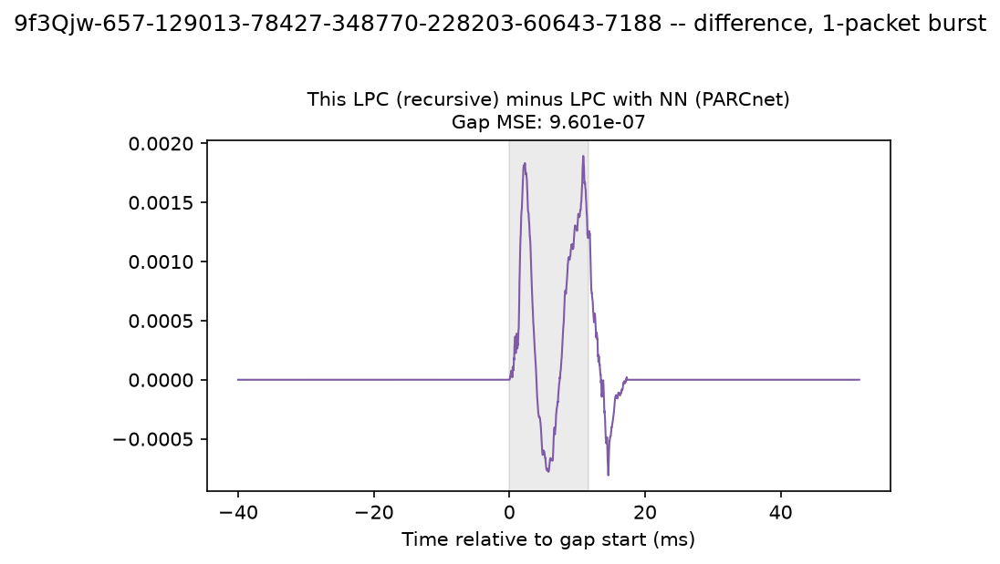 9f3Qjw-657-129013-78427-348770-228203-60643-7188 -- difference, 1-packet burst
This LPC (recursive) minus LPC with NN (PARCnet)
Gap MSE: 9.601e-07
0.0020
0.0015
0.0010
0.0005
0.0000
−0.0005
−40
−20
0
20
40
Time relative to gap start (ms)